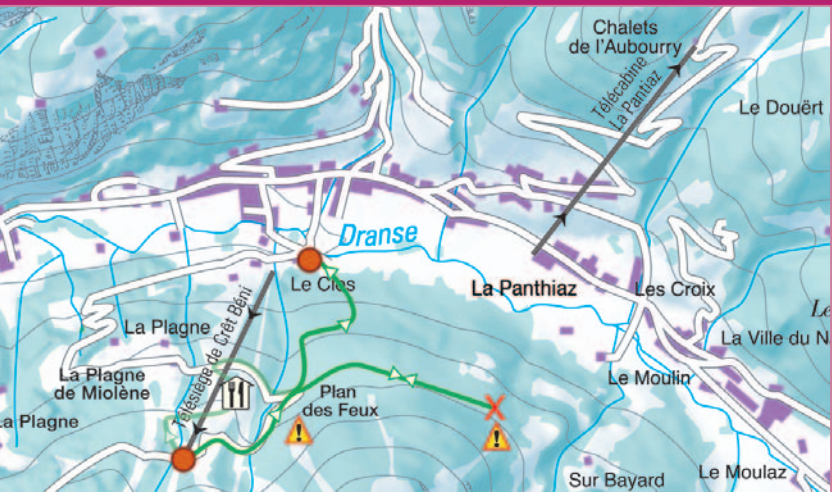 Chalets
de l'Aubourry
Télécabine
La Pantiaz
Le Douërt
Dranse
Le Clos
La Panthiaz
Les Croix
Le
La Plagne
Télésiège de Crêt Béni
La Ville du N
La Plagne
de Miolène
Le Moulin
Plan
des Feux
a Plagne
Sur Bayard
Le Moulaz